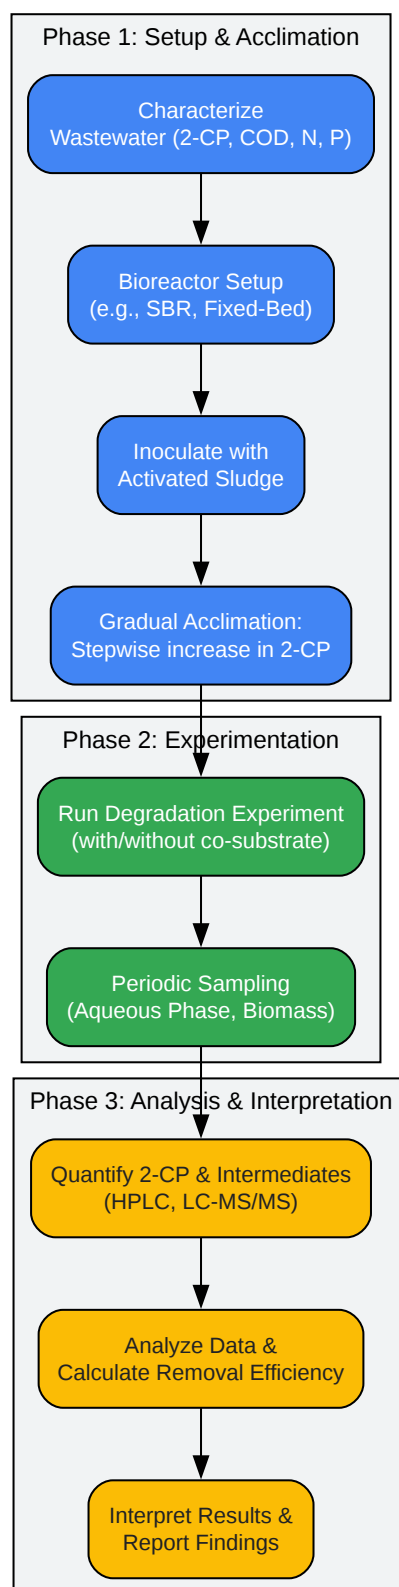 Phase 1: Setup & Acclimation
Characterize
Wastewater (2-CP, COD, N, P)
Bioreactor Setup
(e.g., SBR, Fixed-Bed)
Inoculate with
Activated Sludge
Gradual Acclimation:
Stepwise increase in 2-CP
Phase 2: Experimentation
Run Degradation Experiment
(with/without co-substrate)
Periodic Sampling
(Aqueous Phase, Biomass)
Phase 3: Analysis & Interpretation
Quantify 2-CP & Intermediates
(HPLC, LC-MS/MS)
Analyze Data &
Calculate Removal Efficiency
Interpret Results &
Report Findings